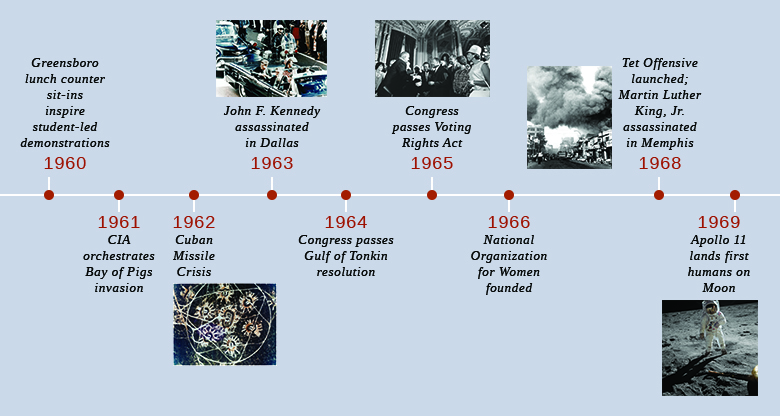 Greensboro
lunch counter
sit-ins
inspire
student-led
demonstrations
1960
1961
CIA
orchestrates
Bay of Pigs
invasion
1962
Cuban
Missile
Crisis
John F. Kennedy
assassinated
in Dallas
1963
1964
Congress passes
Gulf of Tonkin
resolution
Congress
passes Voting
Rights Act
1965
1966
National
Organization
for Women
founded
Tet Offensive
launched;
Martin Luther
King, Jr.
assassinated
in Memphis
1968
1969
Apollo 11
lands first
humans on
Moon